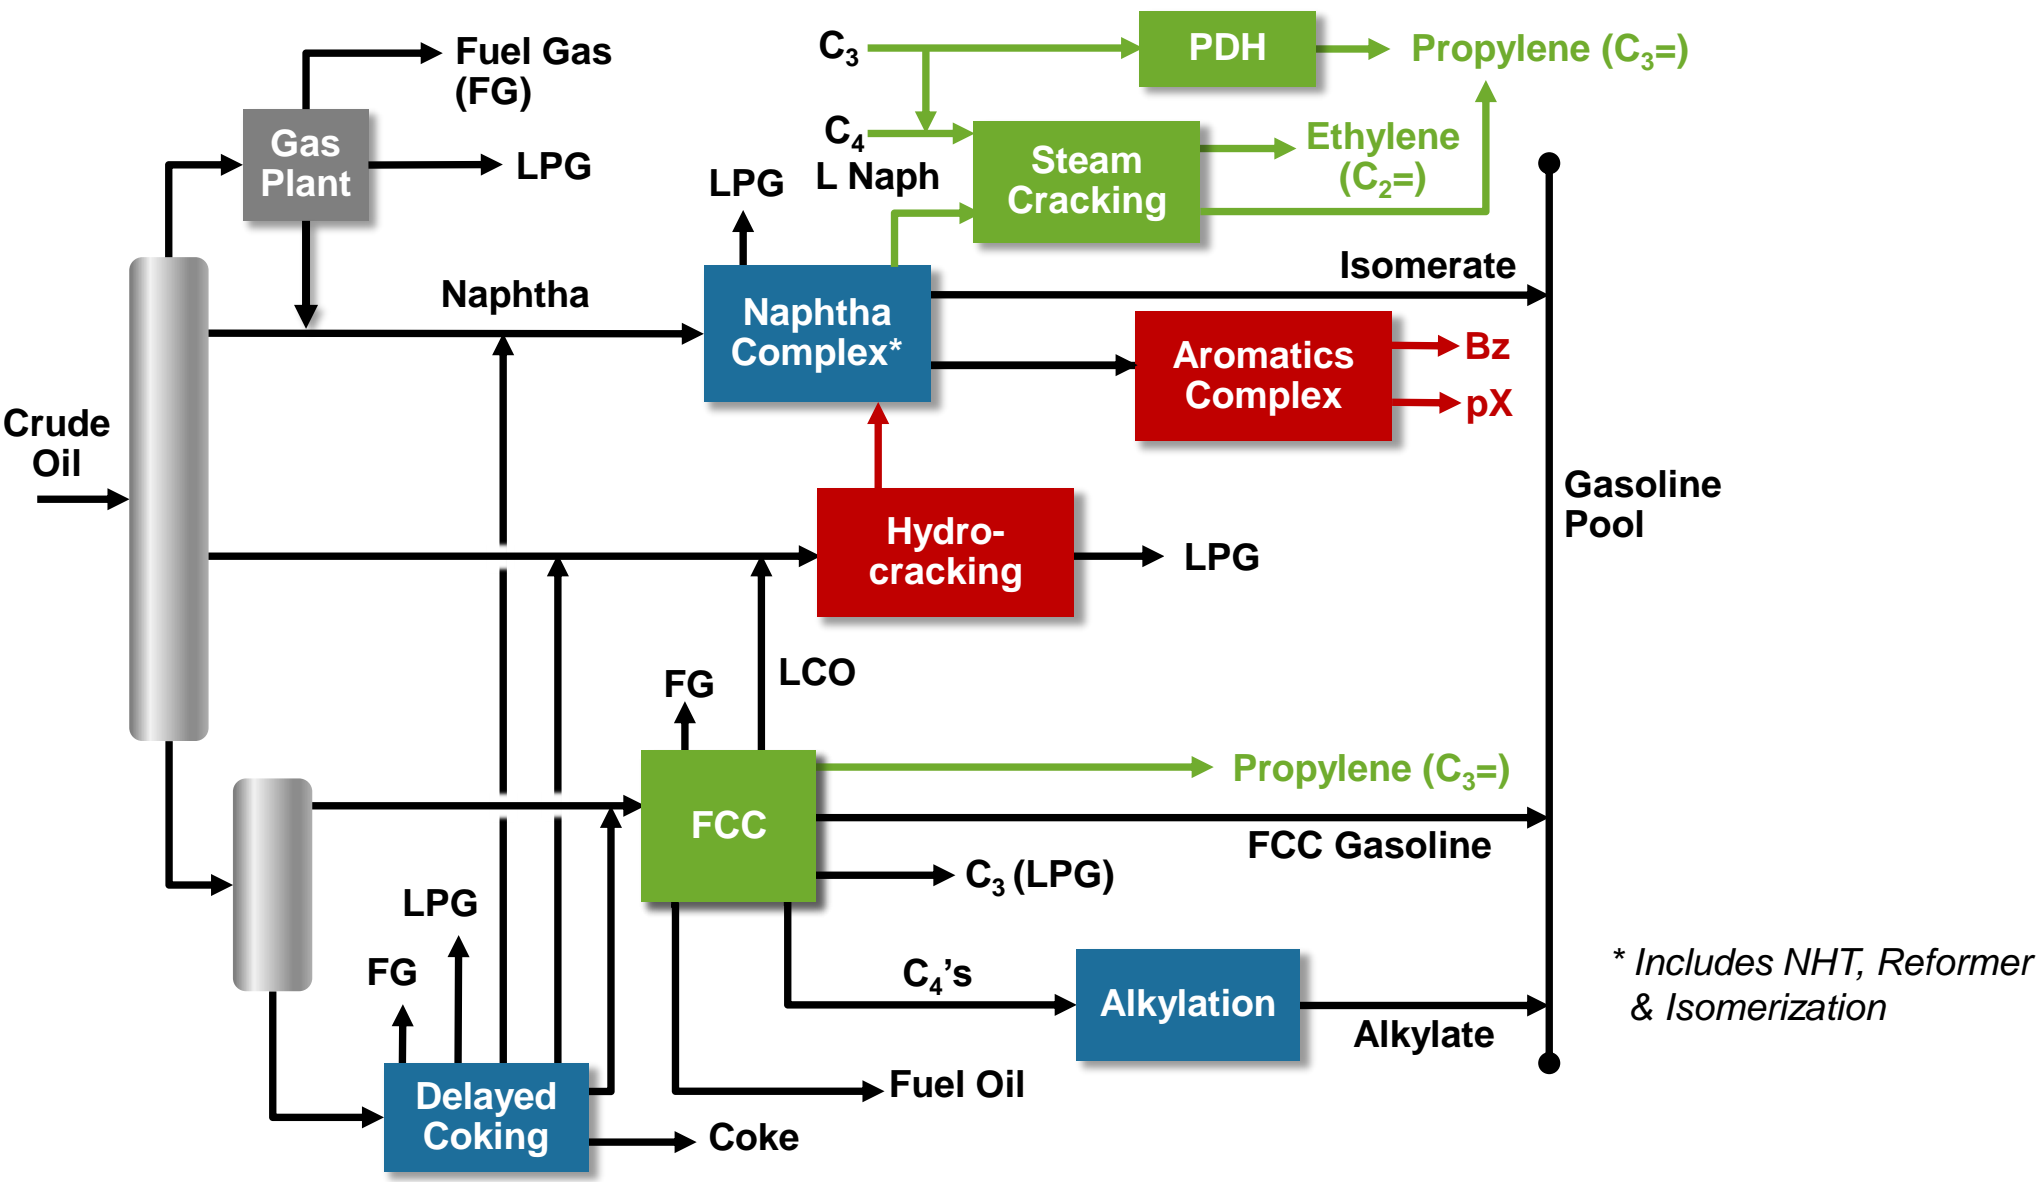 Fuel Gas
(FG)
Gas
Plant
LPG
C3
PDH
Propylene (C3=)
C4
L Naph
Steam
Cracking
Ethylene
(C2=)
LPG
Naphtha
Naphtha
Complex*
Isomerate
Aromatics
Complex
Bz
pX
Crude
Oil
Hydro-
cracking
LPG
Gasoline
Pool
LCO
FG
FCC
Propylene (C3=)
FCC Gasoline
C3 (LPG)
LPG
FG
C4's
Alkylation
Alkylate
Fuel Oil
Delayed
Coking
Coke
* Includes NHT, Reformer
& Isomerization